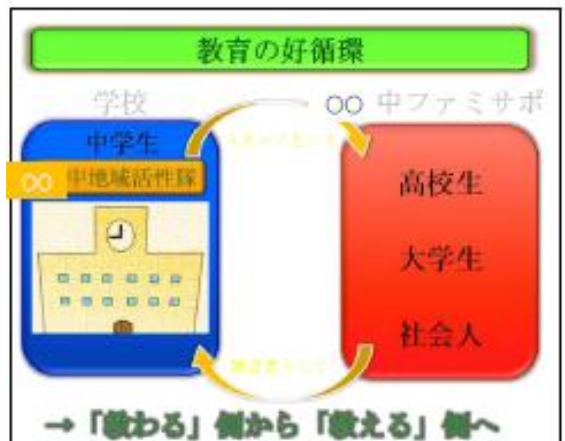 教育の好循環
学校
○○ 中ファミサポ
中学生
○○ 中地域活性隊
高校生
大学生
社会人
→「教わる」側から「教える」側へ